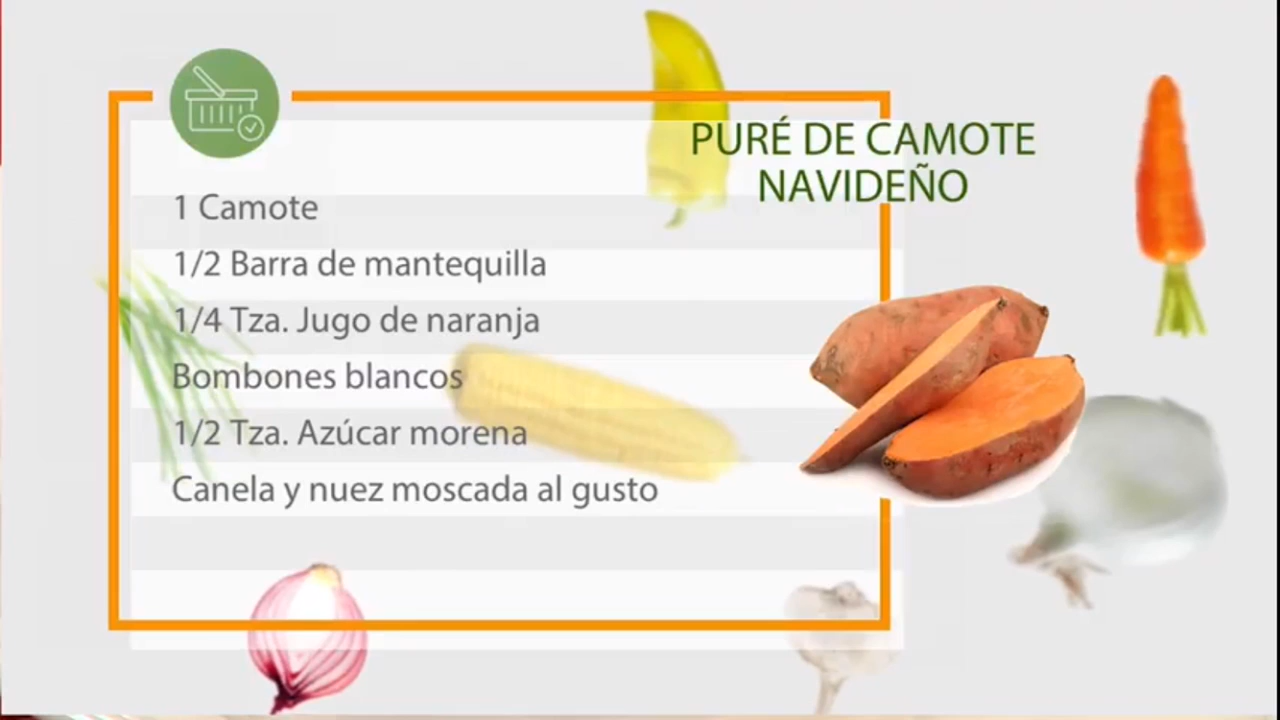 PURÉ DE CAMOTE
NAVIDEÑO
1 Camote
1/2 Barra de mantequilla
1/4 Tza. Jugo de naranja
Bombones blancos
1/2 Tza. Azúcar morena
Canela y nuez moscada al gusto